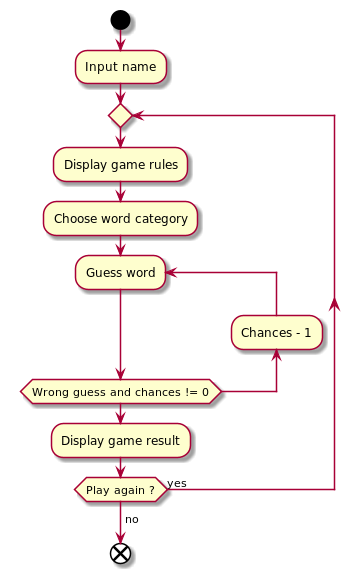 Input name
Display game rules
Choose word category
Guess word
Chances - 1
Wrong guess and chances != 0
Display game result
Play again ?
yes
no